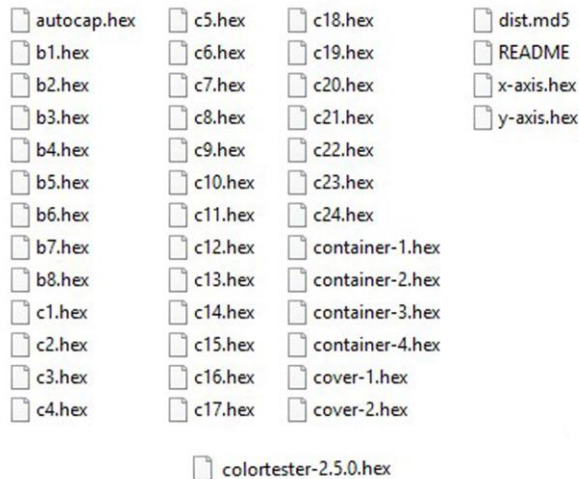 autocap.hex
b1.hex
b2.hex
b3.hex
b4.hex
b5.hex
b6.hex
b7.hex
b8.hex
c1.hex
c2.hex
c3.hex
c4.hex
c5.hex
c6.hex
c7.hex
c8.hex
c9.hex
c10.hex
c11.hex
c12.hex
c13.hex
c14.hex
c15.hex
c16.hex
c17.hex
c18.hex
c19.hex
c20.hex
c21.hex
c22.hex
c23.hex
c24.hex
container-1.hex
container-2.hex
container-3.hex
container-4.hex
cover-1.hex
cover-2.hex
dist.md5
README
x-axis.hex
y-axis.hex
colortester-2.5.0.hex